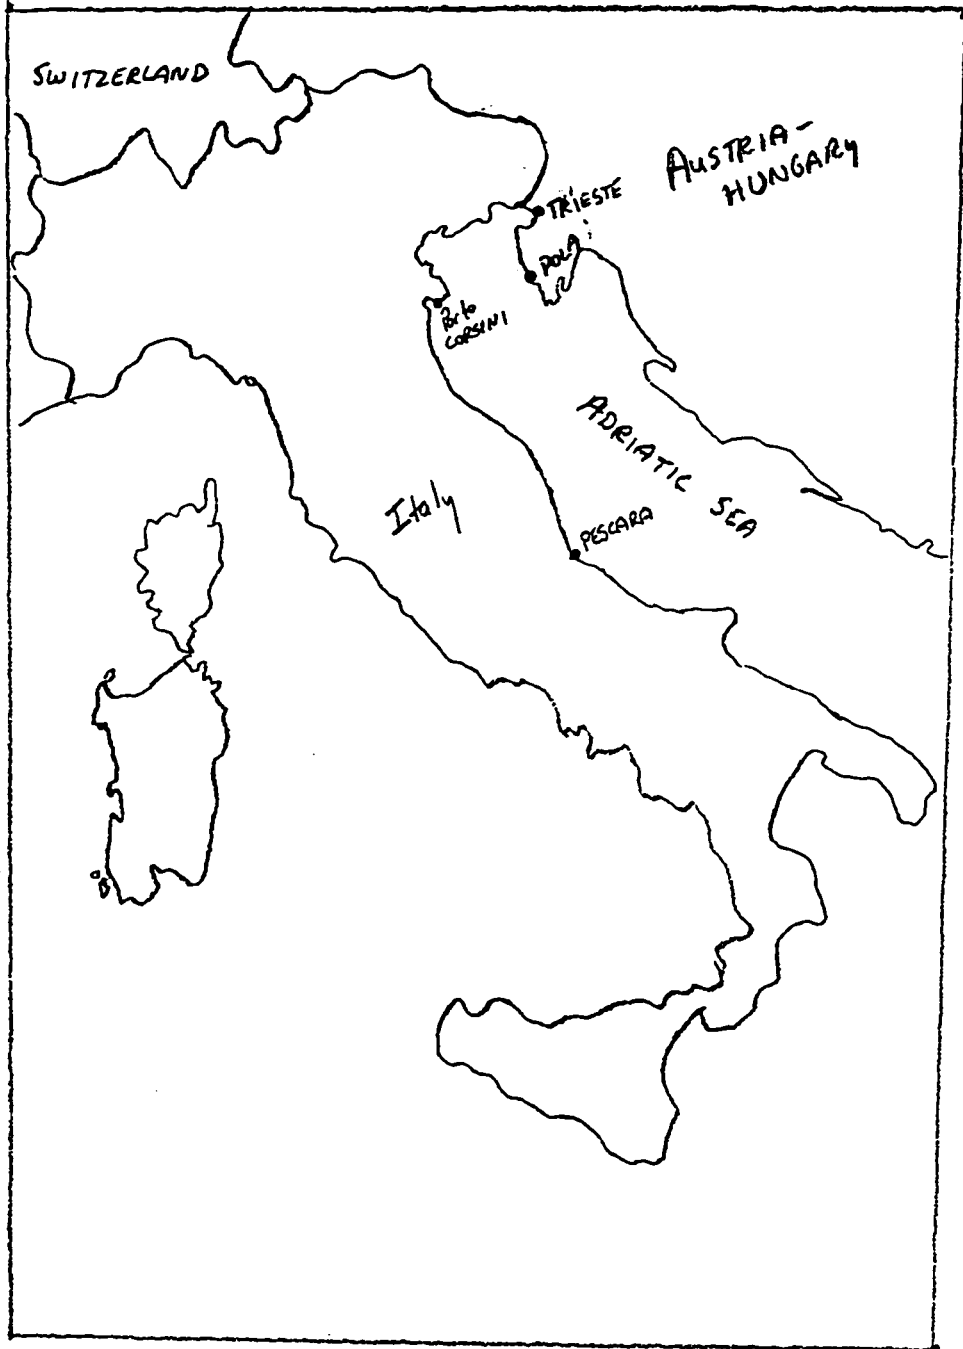 SWITZERLAND
AUSTRIA-
HUNGARY
TRIESTE
POLA
Porto
CORSINI
ADRIATIC SEA
Italy
PESCARA